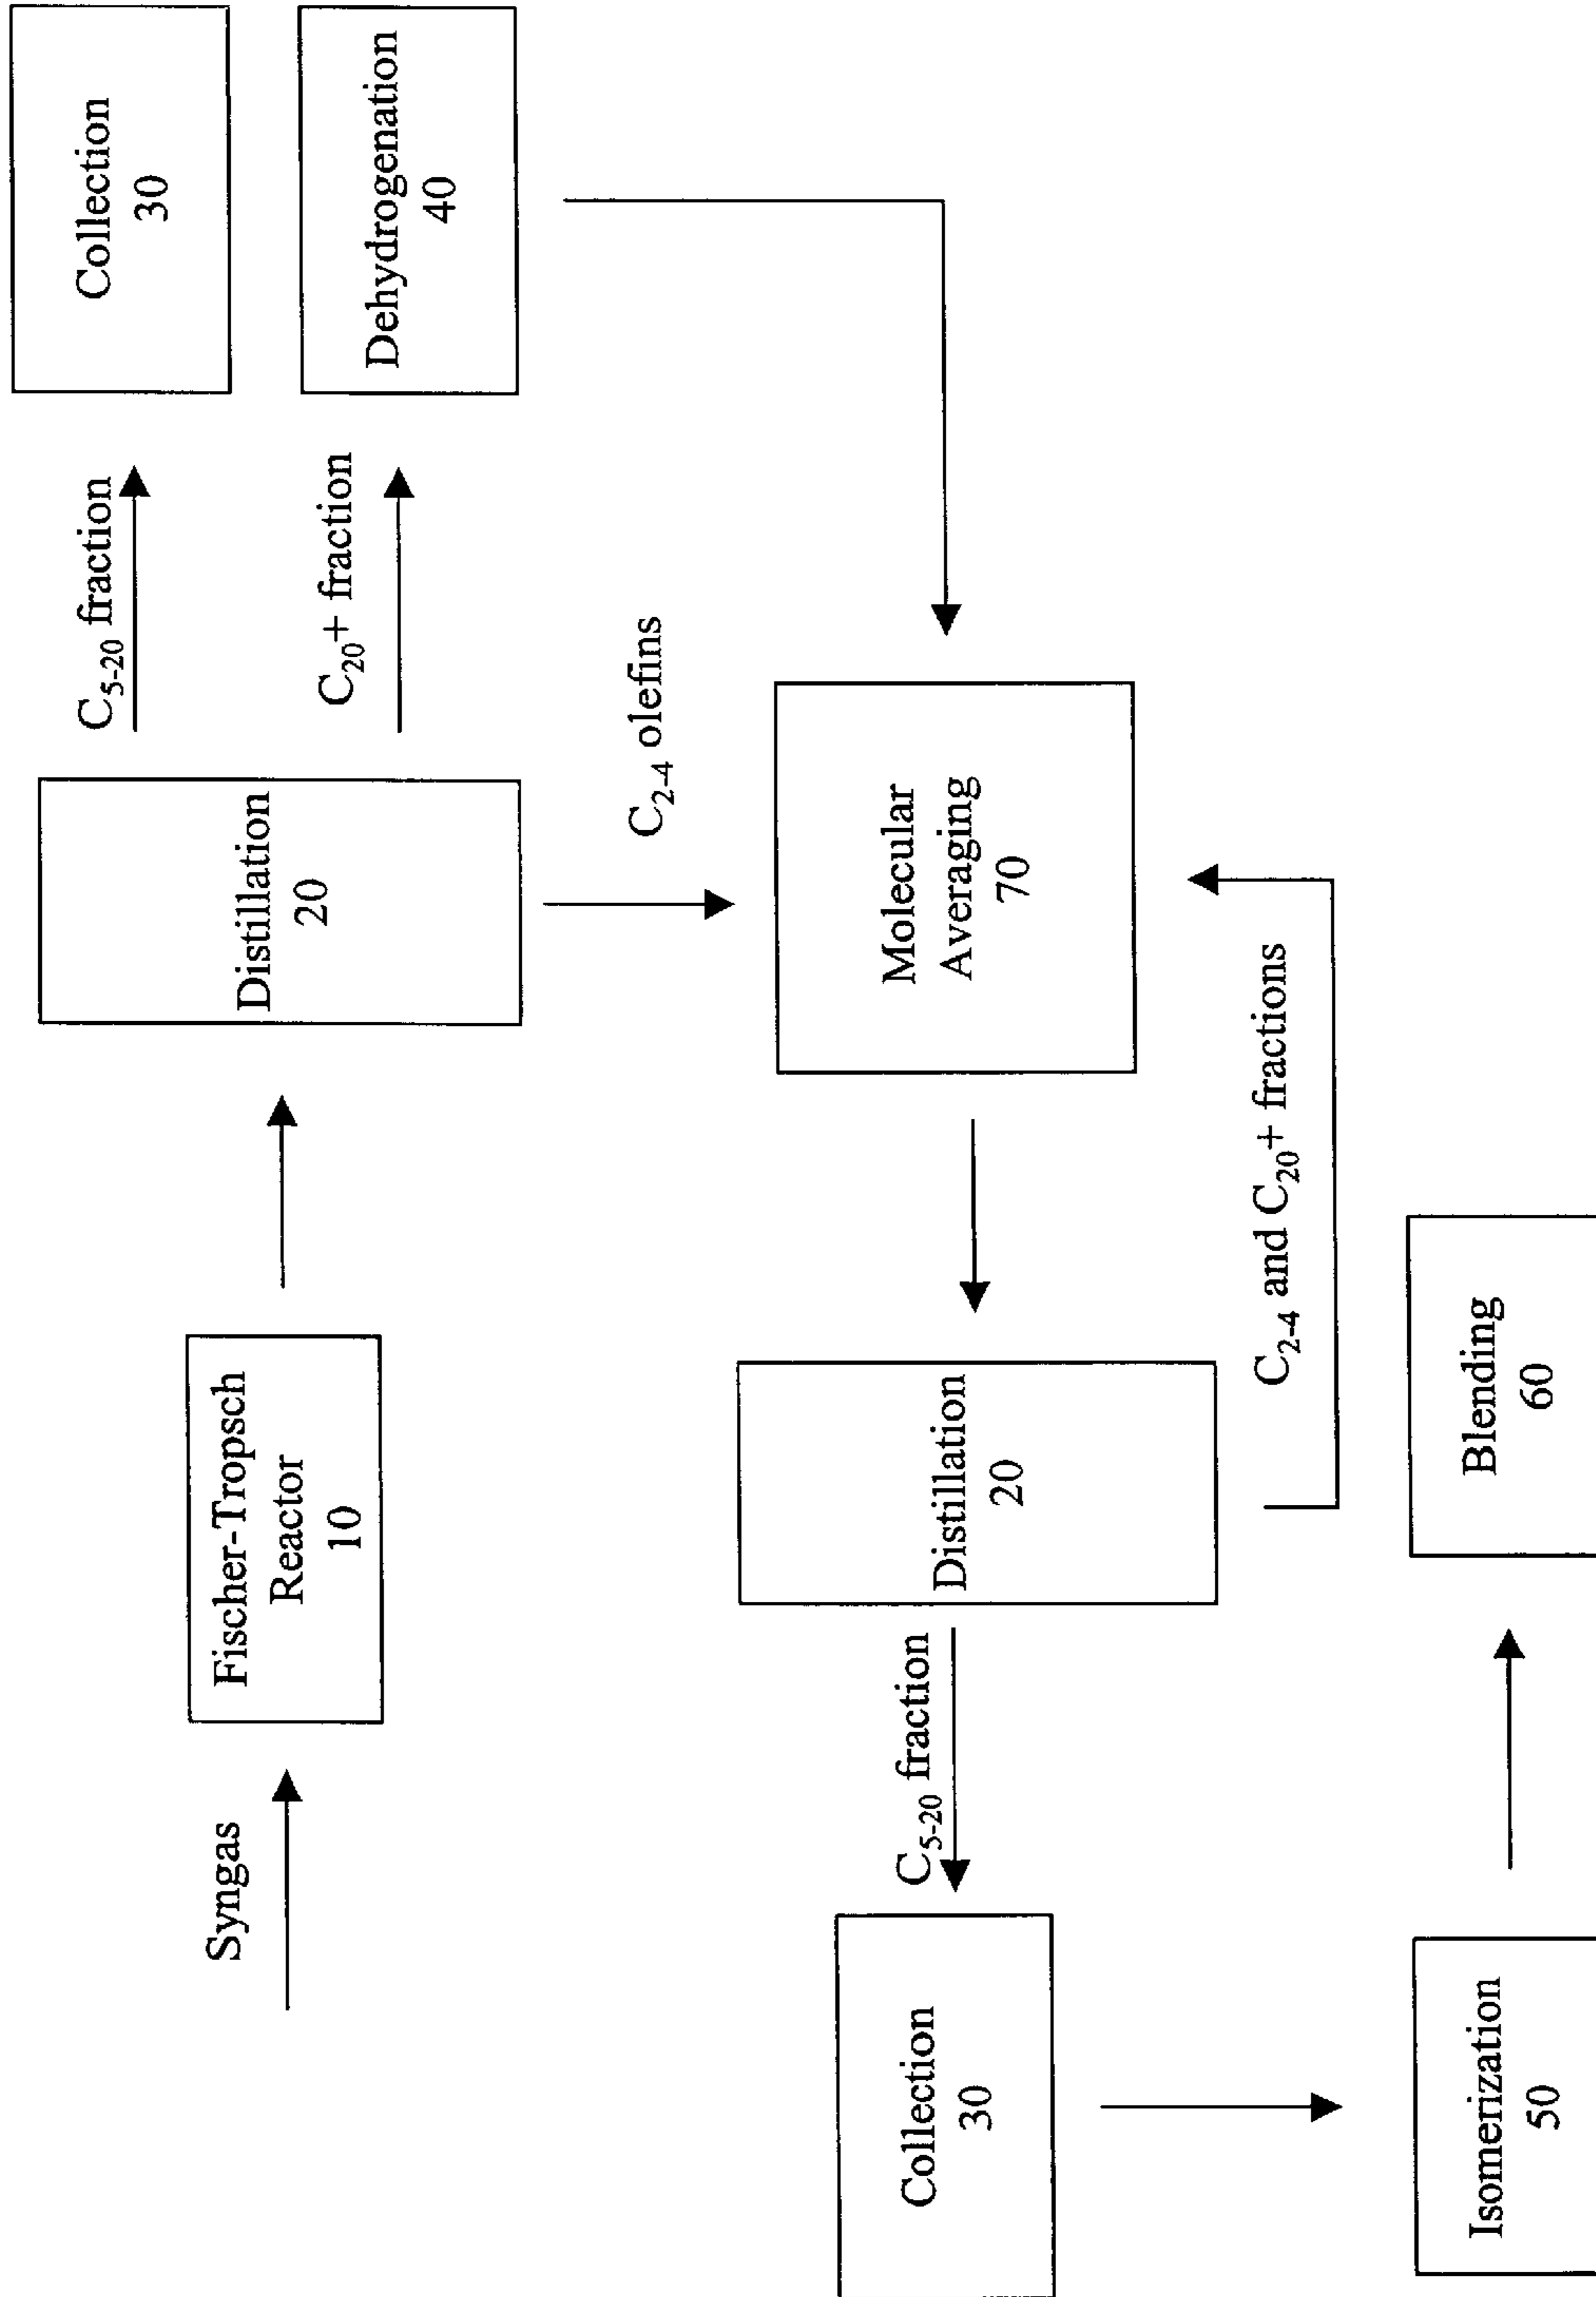 Syngas
Fischer-Tropsch
Reactor
10
Distillation
20
C₅₋₂₀ fraction
Collection
30
C₂₀+ fraction
Dehydrogenation
40
C₂₋₄ olefins
Molecular
Averaging
70
Distillation
20
C₂₋₄ and C₂₀+ fractions
C₅₋₂₀ fraction
Collection
30
Isomerization
50
Blending
60